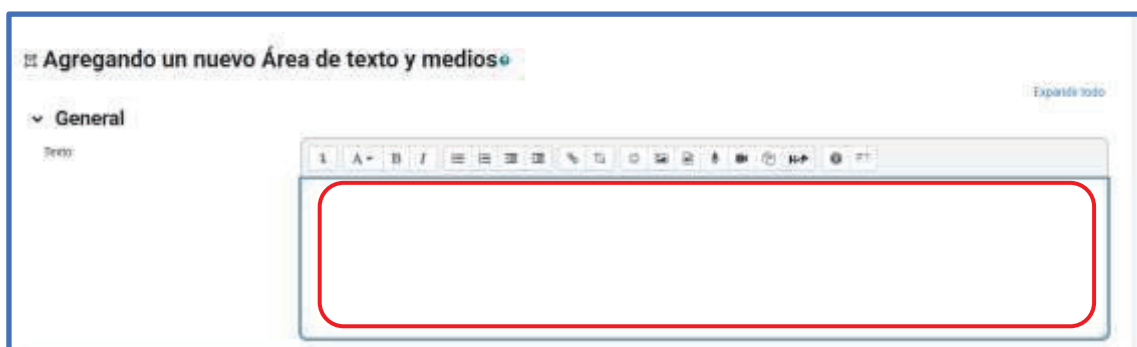 Agregando un nuevo Área de texto y medios
Expandir todo
General
Texto
A B I
H-P